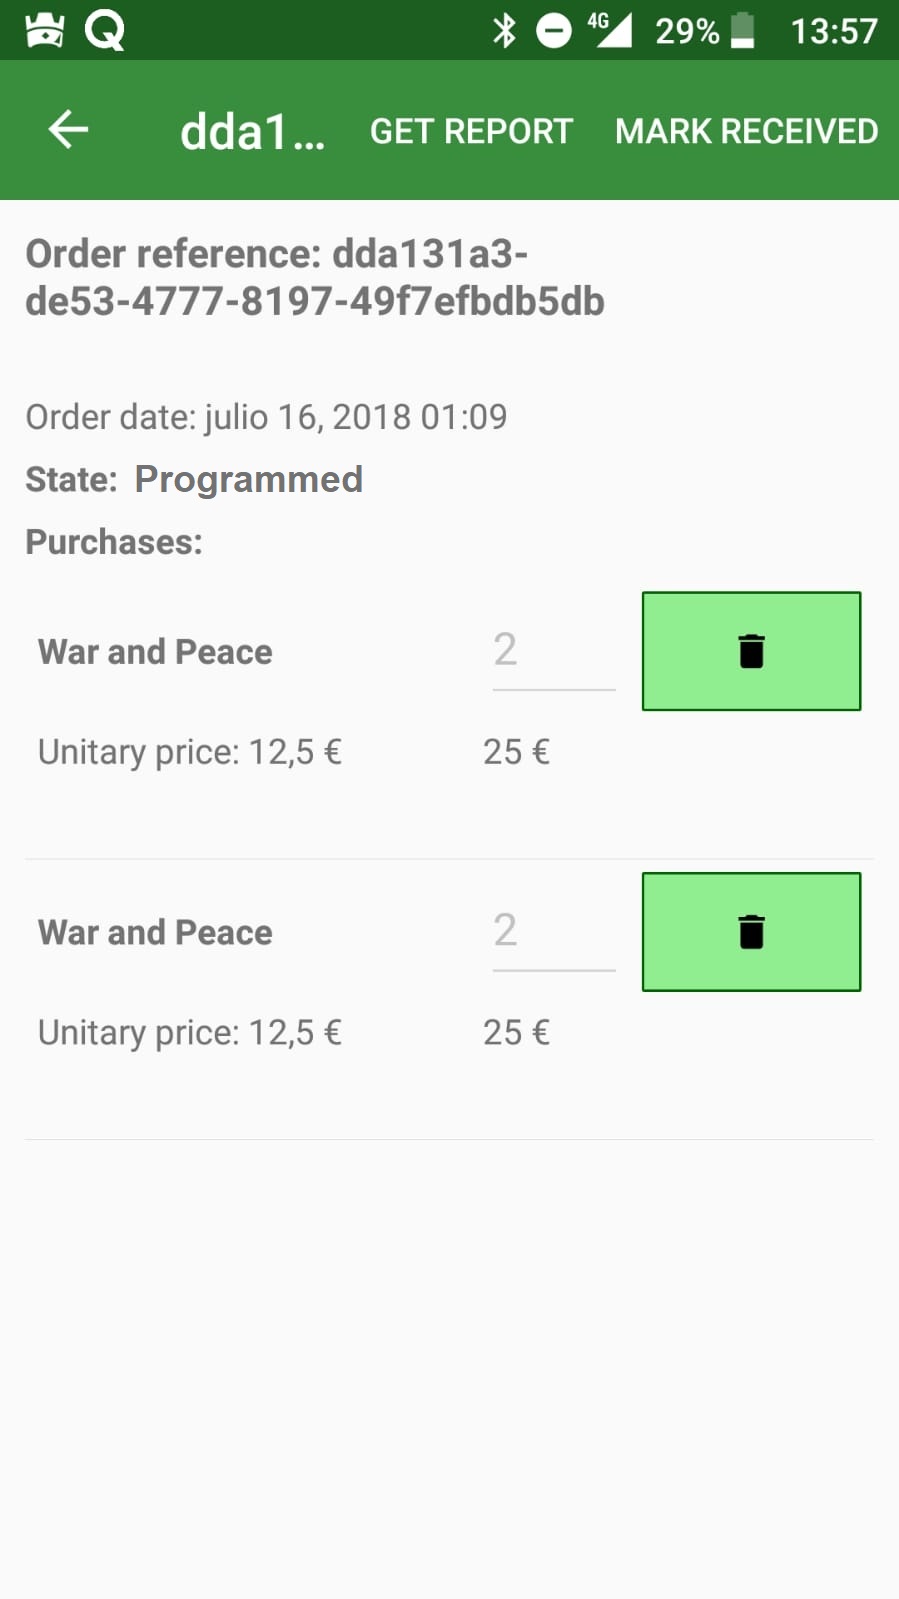 4G 29% 13:57
dda1... GET REPORT MARK RECEIVED
Order reference: dda131a3-
de53-4777-8197-49f7efbdb5db
Order date: julio 16, 2018 01:09
State: Programmed
Purchases:
War and Peace 2
Unitary price: 12,5 € 25 €
War and Peace 2
Unitary price: 12,5 € 25 €